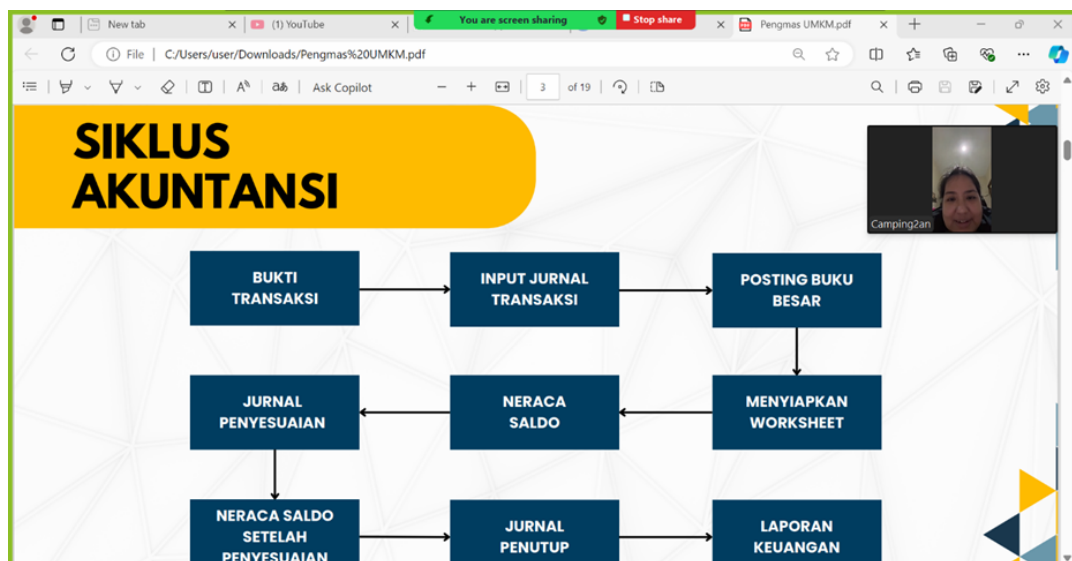 New tab
(1) YouTube
You are screen sharing
Stop share
Pengmas UMKM.pdf
File
C:/Users/user/Downloads/Pengmas%20UMKM.pdf
Ask Copilot
3 of 19
SIKLUS
AKUNTANSI
Camping2an
BUKTI
TRANSAKSI
INPUT JURNAL
TRANSAKSI
POSTING BUKU
BESAR
JURNAL
PENYESUAIAN
NERACA
SALDO
MENYIAPKAN
WORKSHEET
NERACA SALDO
SETELAH
PENYESUAIAN
JURNAL
PENUTUP
LAPORAN
KEUANGAN